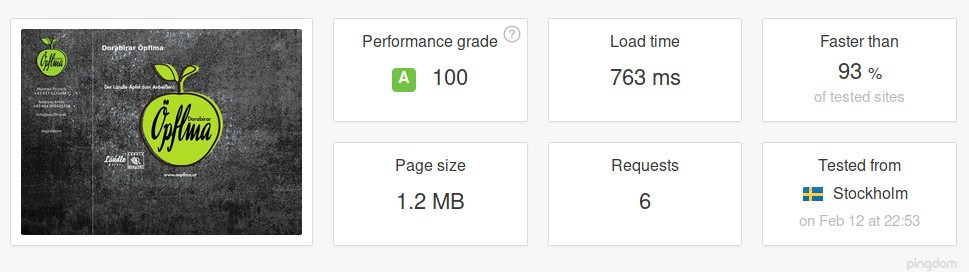 Dorabirar Öpflma
Öpflma
Der Ländle Apfel zum Anbeißen!
Dorabirar
Öpflma
Ländle
www.oepflma.at
Performance grade ?
A 100
Load time
763 ms
Faster than
93 %
of tested sites
Page size
1.2 MB
Requests
6
Tested from
Stockholm
on Feb 12 at 22:53
pingdom